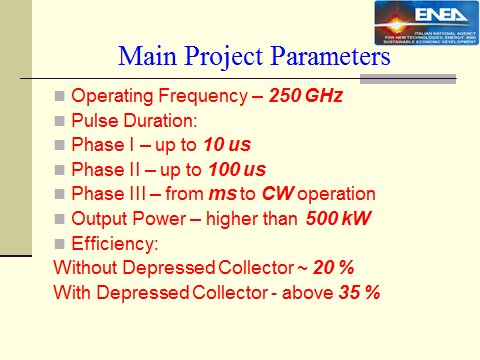 ENEA
ITALIAN NATIONAL AGENCY
FOR NEW TECHNOLOGIES, ENERGY AND
SUSTAINABLE ECONOMIC DEVELOPMENT
Main Project Parameters
Operating Frequency – 250 GHz
Pulse Duration:
Phase I – up to 10 us
Phase II – up to 100 us
Phase III – from ms to CW operation
Output Power – higher than 500 kW
Efficiency:
Without Depressed Collector ~ 20 %
With Depressed Collector - above 35 %